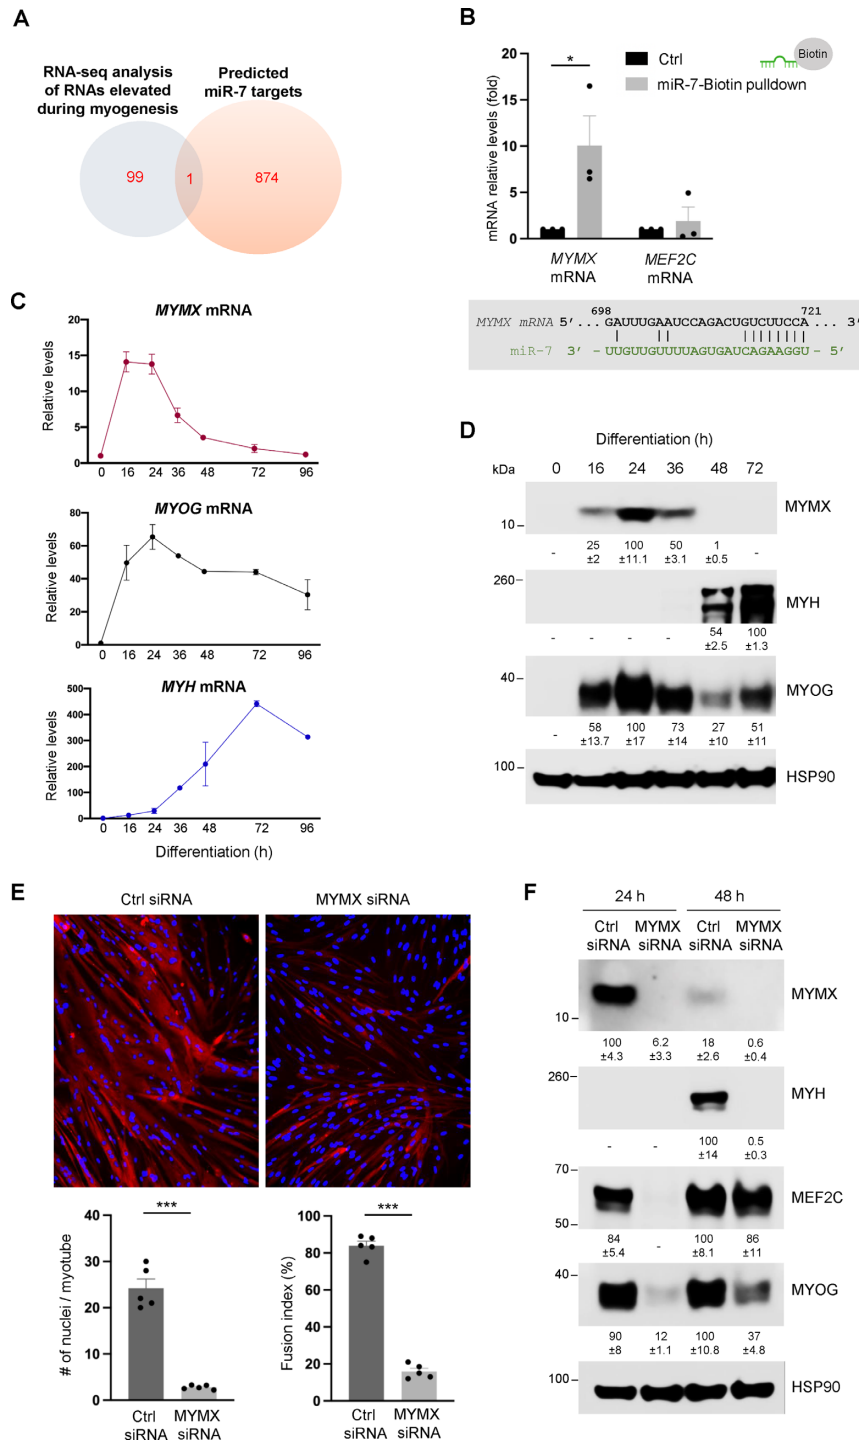 A
RNA-seq analysis
of RNAs elevated
during myogenesis
Predicted
miR-7 targets
99
1
874
B
20
15
10
5
0
mRNA relative levels (fold)
*
Ctrl
miR-7-Biotin pulldown
Biotin
MYMX
mRNA
MEF2C
mRNA
698
721
MYMX mRNA 5’ ... GAUUUGAAUCCAGACUGUCUUCCA ... 3’
miR-7 3’ – UUGUUGUUUUAGUGAUCAGAAGGU – 5’
C
MYMX mRNA
Relative levels
20
15
10
5
0
0 16 24 36 48 72 96
MYOG mRNA
Relative levels
80
60
40
20
0
0 16 24 36 48 72 96
MYH mRNA
Relative levels
500
400
300
200
100
0
0 16 24 36 48 72 96
Differentiation (h)
D
Differentiation (h)
kDa 0 16 24 36 48 72
10
MYMX
- 25 100 50 1 -
±2 ±11.1 ±3.1 ±0.5
260
MYH
- - - - 54 100
±2.5 ±1.3
40
MYOG
- 58 100 73 27 51
±13.7 ±17 ±14 ±10 ±11
100
HSP90
E
Ctrl siRNA
MYMX siRNA
# of nuclei / myotube
40
30
20
10
0
***
Ctrl
siRNA
MYMX
siRNA
Fusion index (%)
100
80
60
40
20
0
***
Ctrl
siRNA
MYMX
siRNA
F
24 h 48 h
Ctrl MYMX Ctrl MYMX
siRNA siRNA siRNA siRNA
10
MYMX
100 6.2 18 0.6
±4.3 ±3.3 ±2.6 ±0.4
260
MYH
- - 100 0.5
±14 ±0.3
70
50
MEF2C
84 - 100 86
±5.4 ±8.1 ±11
40
MYOG
90 12 100 37
±8 ±1.1 ±10.8 ±4.8
100
HSP90